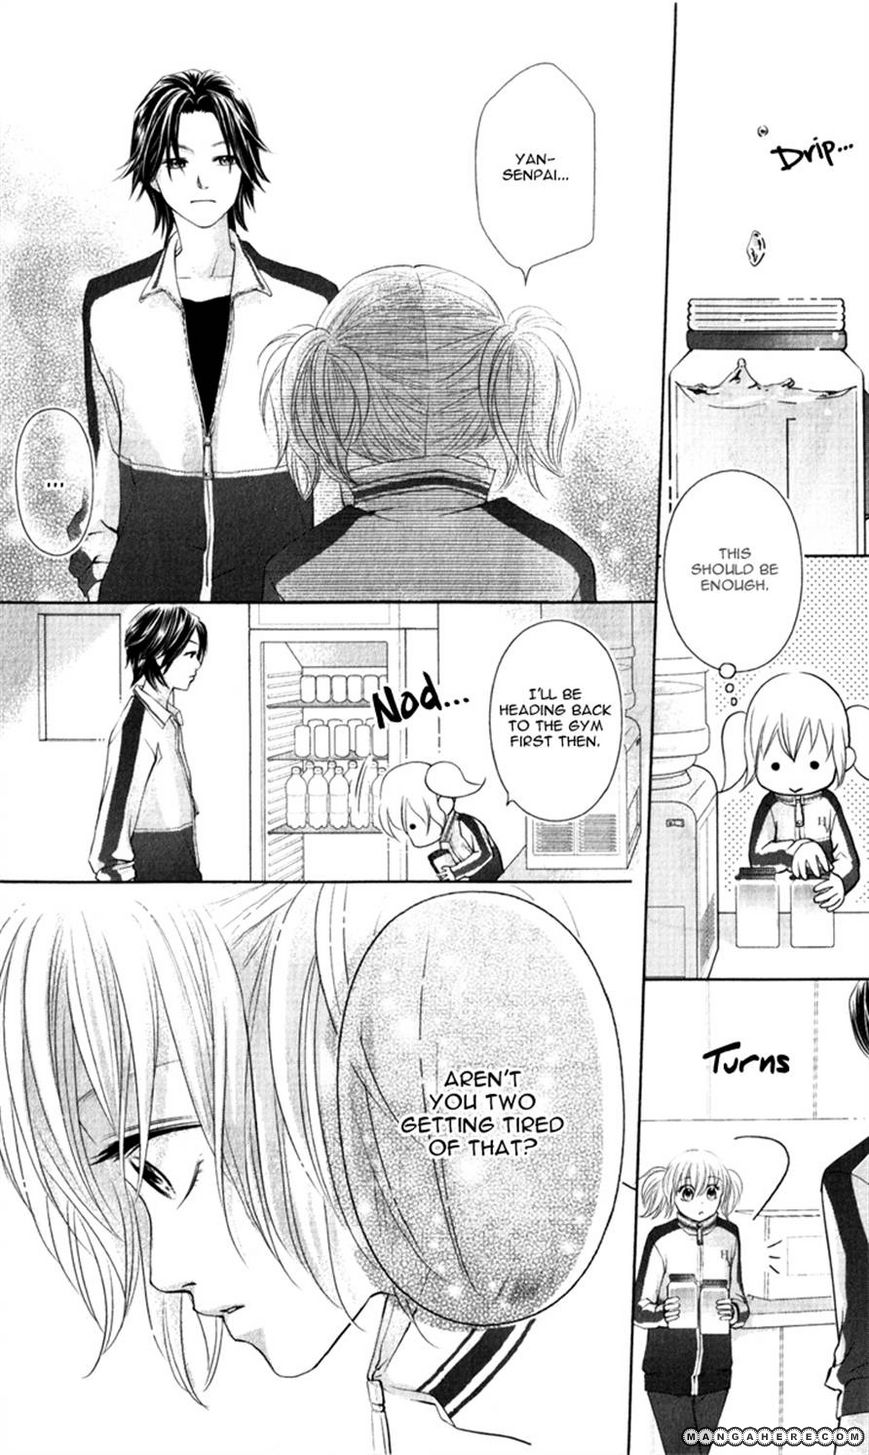 Drip...
THIS
SHOULD BE
ENOUGH.
H
Turns
H
YAN-
SENPAI...
...
I'LL BE
HEADING BACK
TO THE GYM
FIRST THEN.
Nod...
AREN'T
YOU TWO
GETTING TIRED
OF THAT?
MANGAHERE.COM